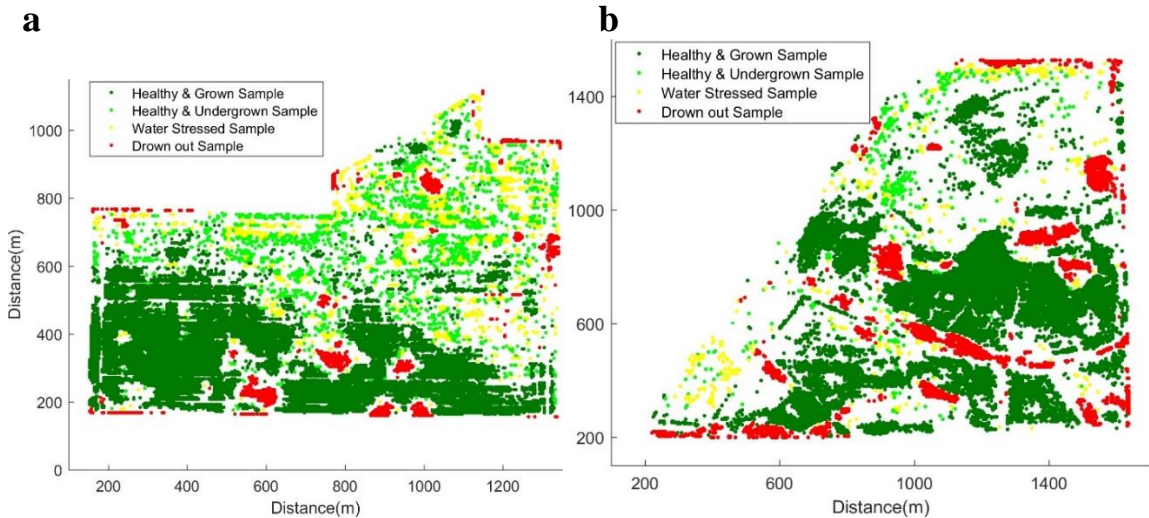 a
Healthy & Grown Sample
Healthy & Undergrown Sample
Water Stressed Sample
Drown out Sample
1000
800
600
400
200
0
Distance(m)
200
400
600
800
1000
1200
Distance(m)
b
Healthy & Grown Sample
Healthy & Undergrown Sample
Water Stressed Sample
Drown out Sample
1400
1000
600
200
200
600
1000
1400
Distance(m)